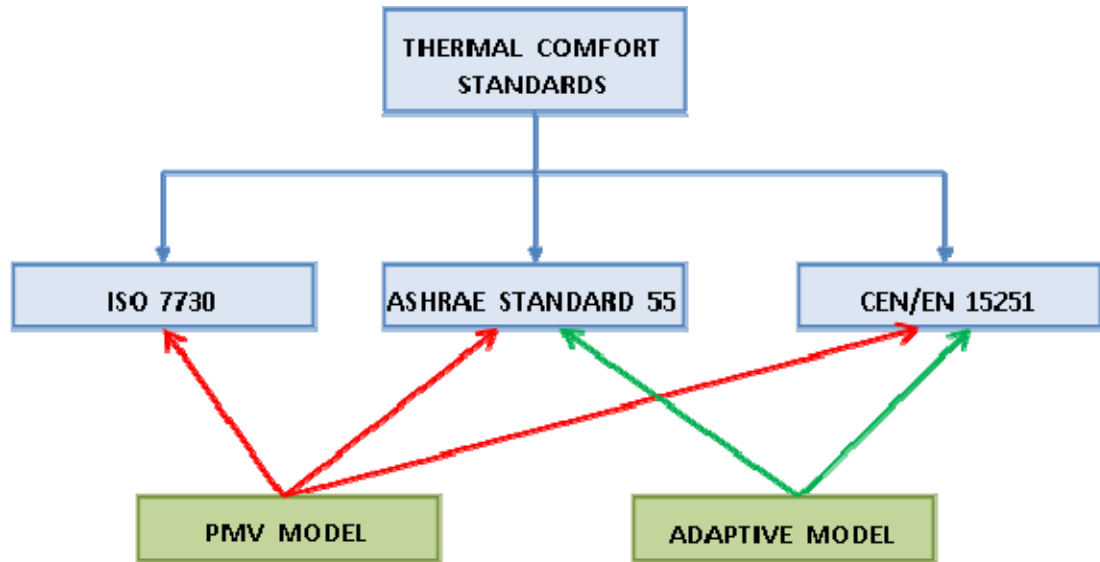 THERMAL COMFORT
STANDARDS
ISO 7730
ASHRAE STANDARD 55
CEN/EN 15251
PMV MODEL
ADAPTIVE MODEL